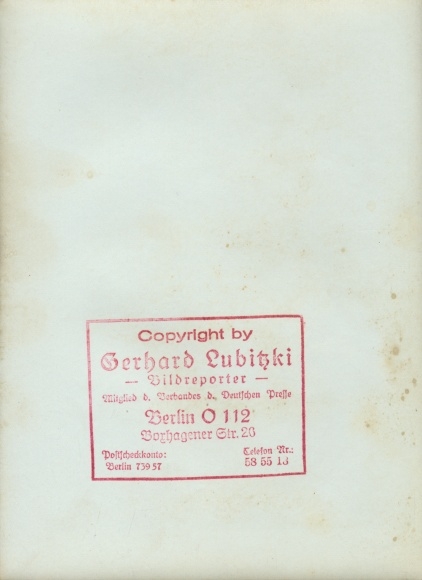 Copyright by
Gerhard Lubitzki
— Bildreporter —
Mitglied d. Verbandes d. Deutschen Presse
Berlin O 112
Boxhagener Str. 26
Postscheckkonto: Telefon Nr.:
Berlin 739 57 58 55 13